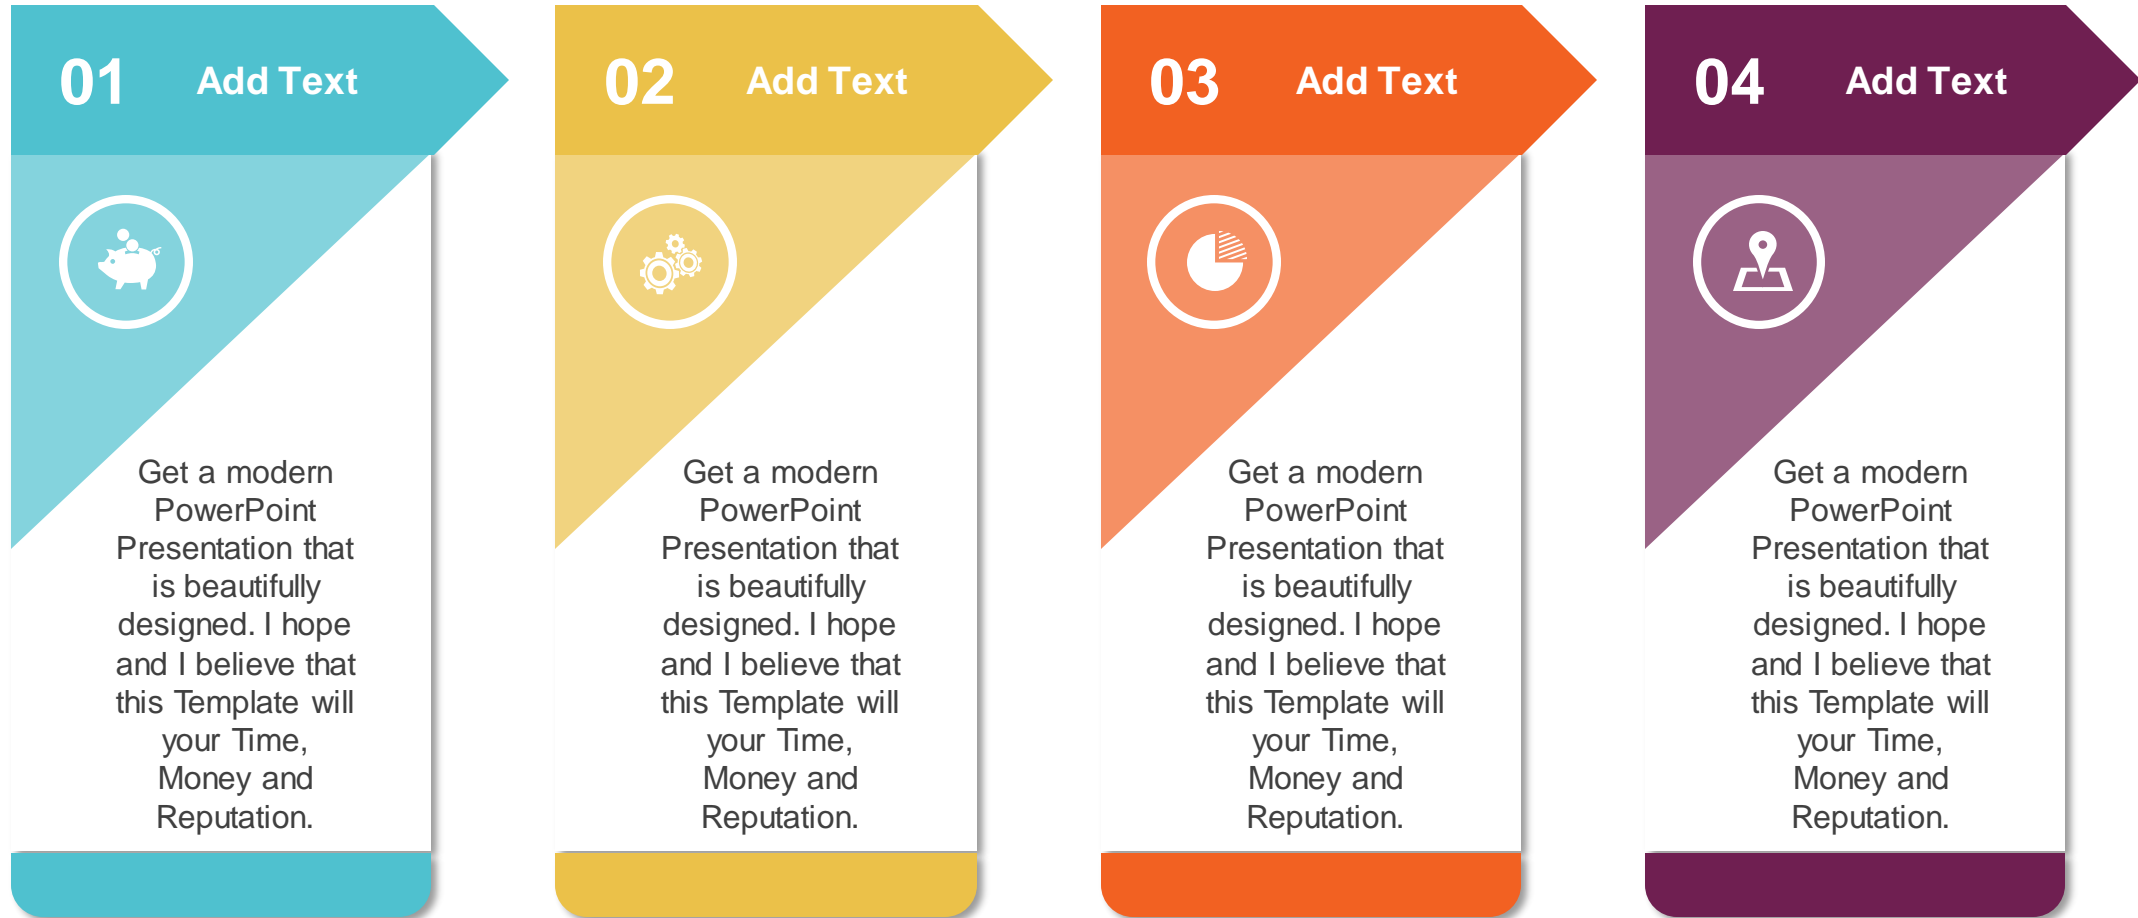 01 Add Text
Get a modern
PowerPoint
Presentation that
is beautifully
designed. I hope
and I believe that
this Template will
your Time,
Money and
Reputation.
02 Add Text
Get a modern
PowerPoint
Presentation that
is beautifully
designed. I hope
and I believe that
this Template will
your Time,
Money and
Reputation.
03 Add Text
Get a modern
PowerPoint
Presentation that
is beautifully
designed. I hope
and I believe that
this Template will
your Time,
Money and
Reputation.
04 Add Text
Get a modern
PowerPoint
Presentation that
is beautifully
designed. I hope
and I believe that
this Template will
your Time,
Money and
Reputation.